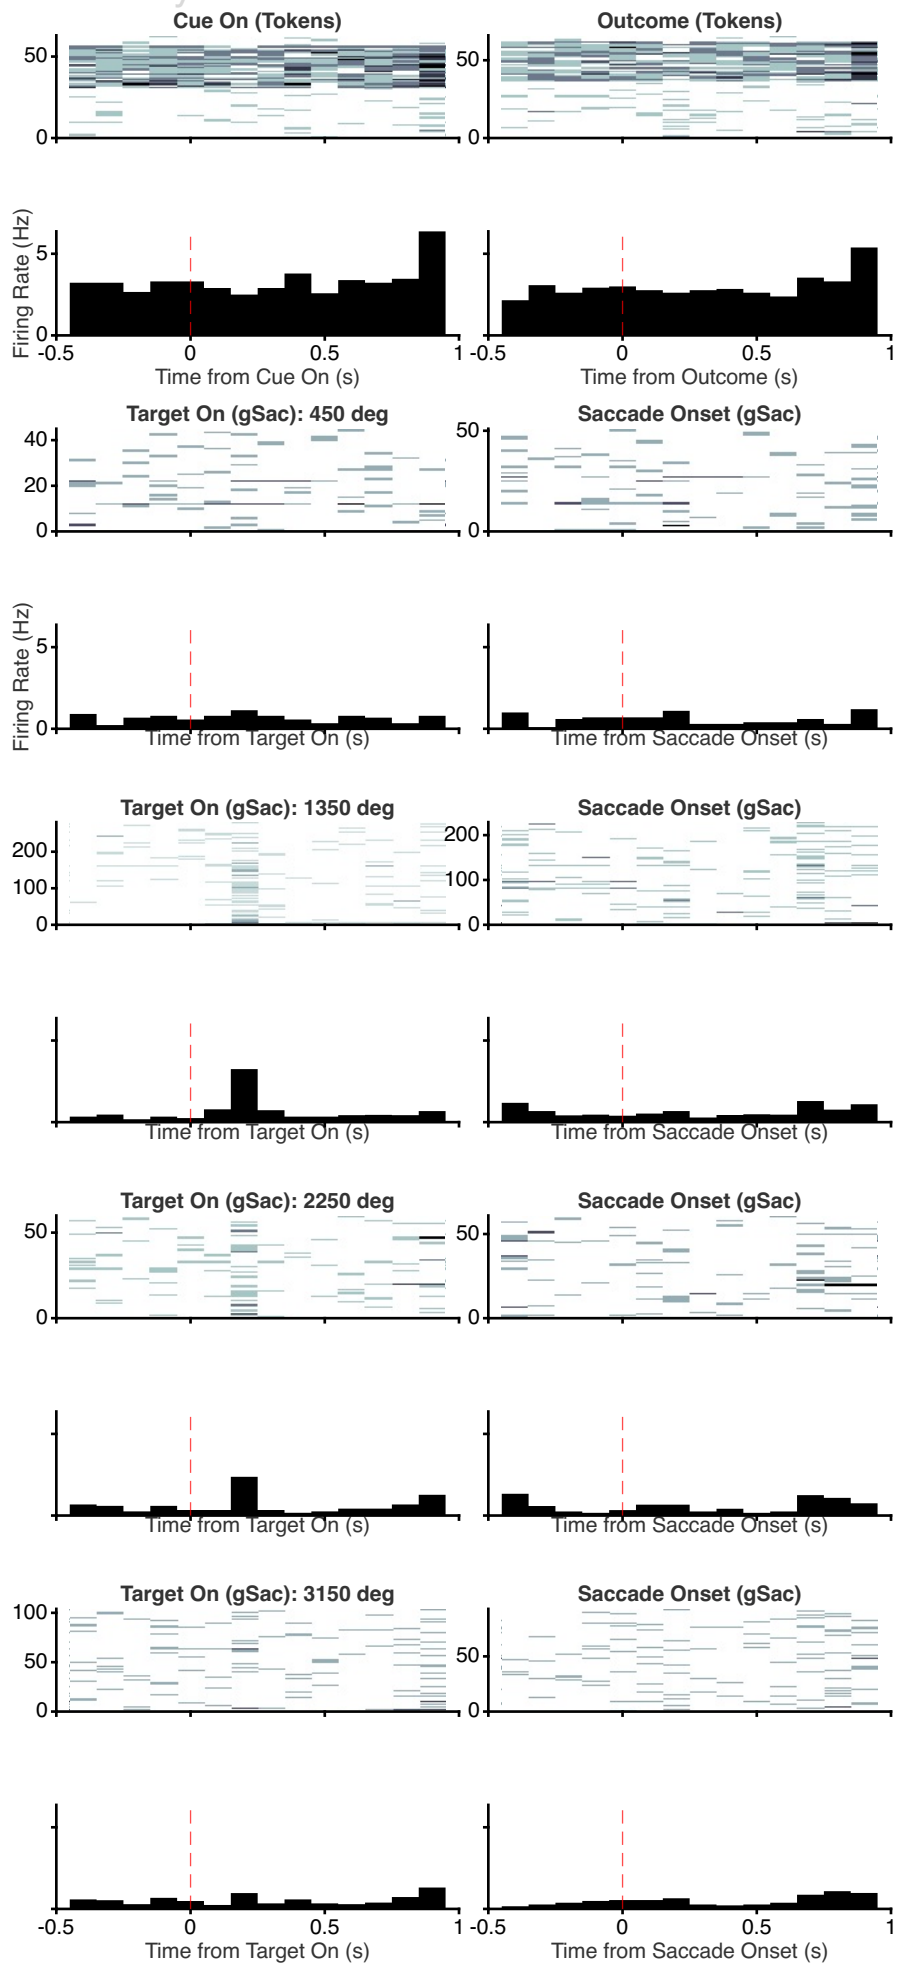 Cue On (Tokens) Outcome (Tokens)
50 50
0 0
Firing Rate (Hz)
5
0
-0.5 0 0.5 1 -0.5 0 0.5 1
Time from Cue On (s) Time from Outcome (s)
Target On (gSac): 450 deg Saccade Onset (gSac)
40 50
20
0 0
Firing Rate (Hz)
5
0
Time from Target On (s) Time from Saccade Onset (s)
Target On (gSac): 1350 deg Saccade Onset (gSac)
200 200
100 100
0 0
Time from Target On (s) Time from Saccade Onset (s)
Target On (gSac): 2250 deg Saccade Onset (gSac)
50 50
0 0
Time from Target On (s) Time from Saccade Onset (s)
Target On (gSac): 3150 deg Saccade Onset (gSac)
100
50 50
0 0
-0.5 0 0.5 1 -0.5 0 0.5 1
Time from Target On (s) Time from Saccade Onset (s)